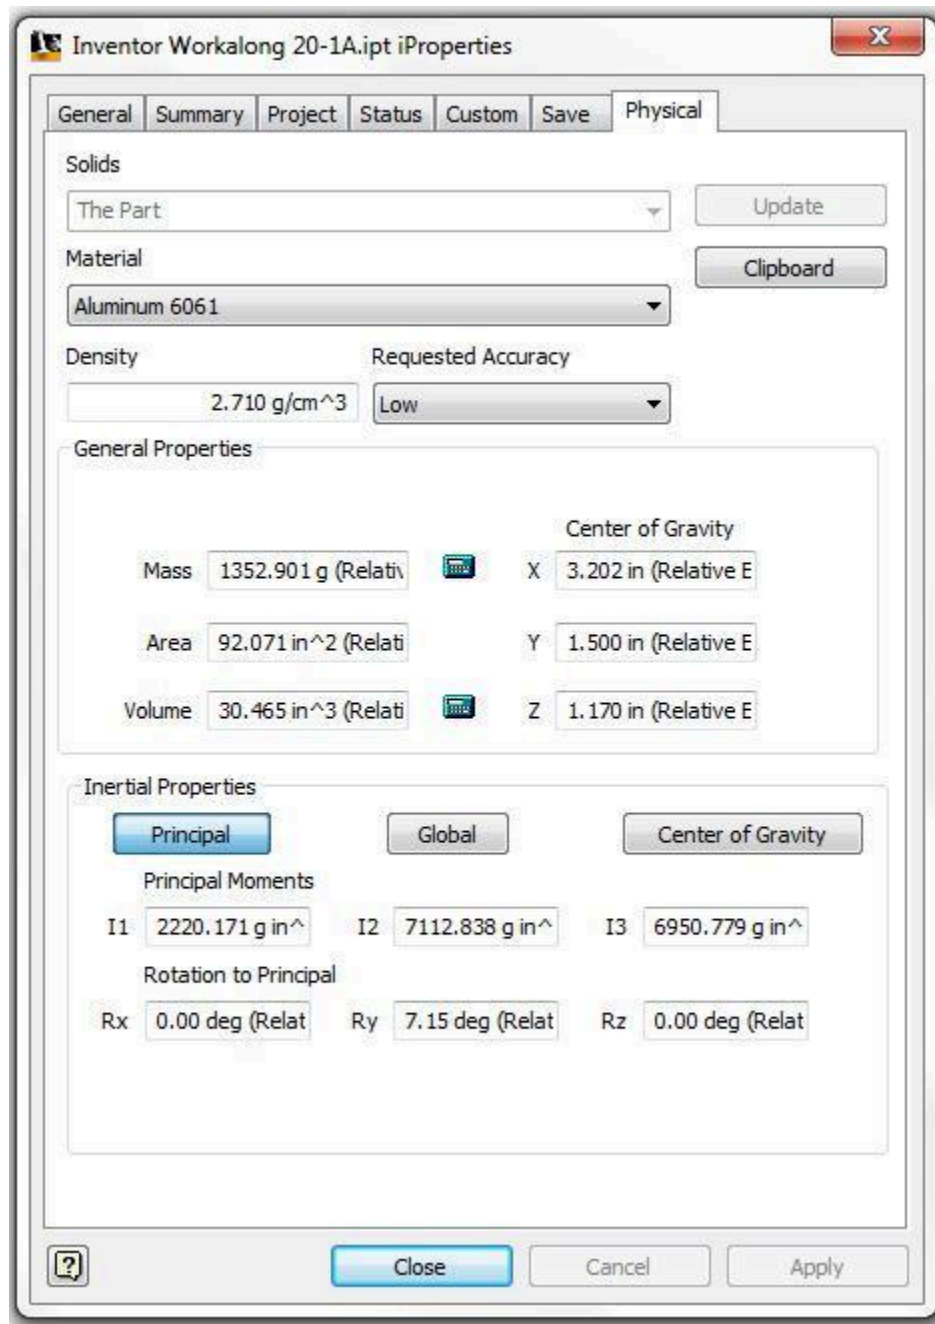 Inventor Workalong 20-1A.ipt iProperties
General Summary Project Status Custom Save Physical
Solids
The Part
Update
Material
Clipboard
Aluminum 6061
Density Requested Accuracy
2.710 g/cm^3 Low
General Properties
Center of Gravity
Mass 1352.901 g (Relativ X 3.202 in (Relative E
Area 92.071 in^2 (Relati Y 1.500 in (Relative E
Volume 30.465 in^3 (Relati Z 1.170 in (Relative E
Inertial Properties
Principal Global Center of Gravity
Principal Moments
I1 2220.171 g in^ I2 7112.838 g in^ I3 6950.779 g in^
Rotation to Principal
Rx 0.00 deg (Relat Ry 7.15 deg (Relat Rz 0.00 deg (Relat
? Close Cancel Apply